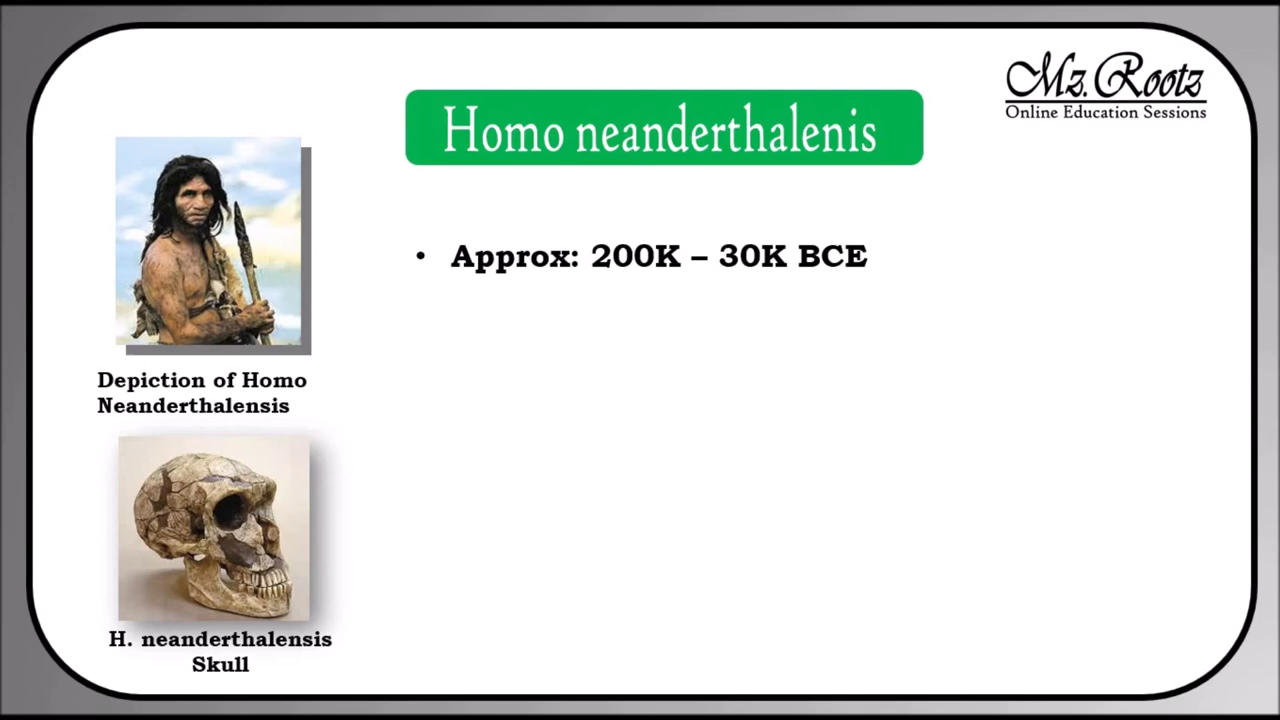 Mz. Rootz
Online Education Sessions
Homo neanderthalenis
• Approx: 200K – 30K BCE
Depiction of Homo
Neanderthalensis
H. neanderthalensis
Skull